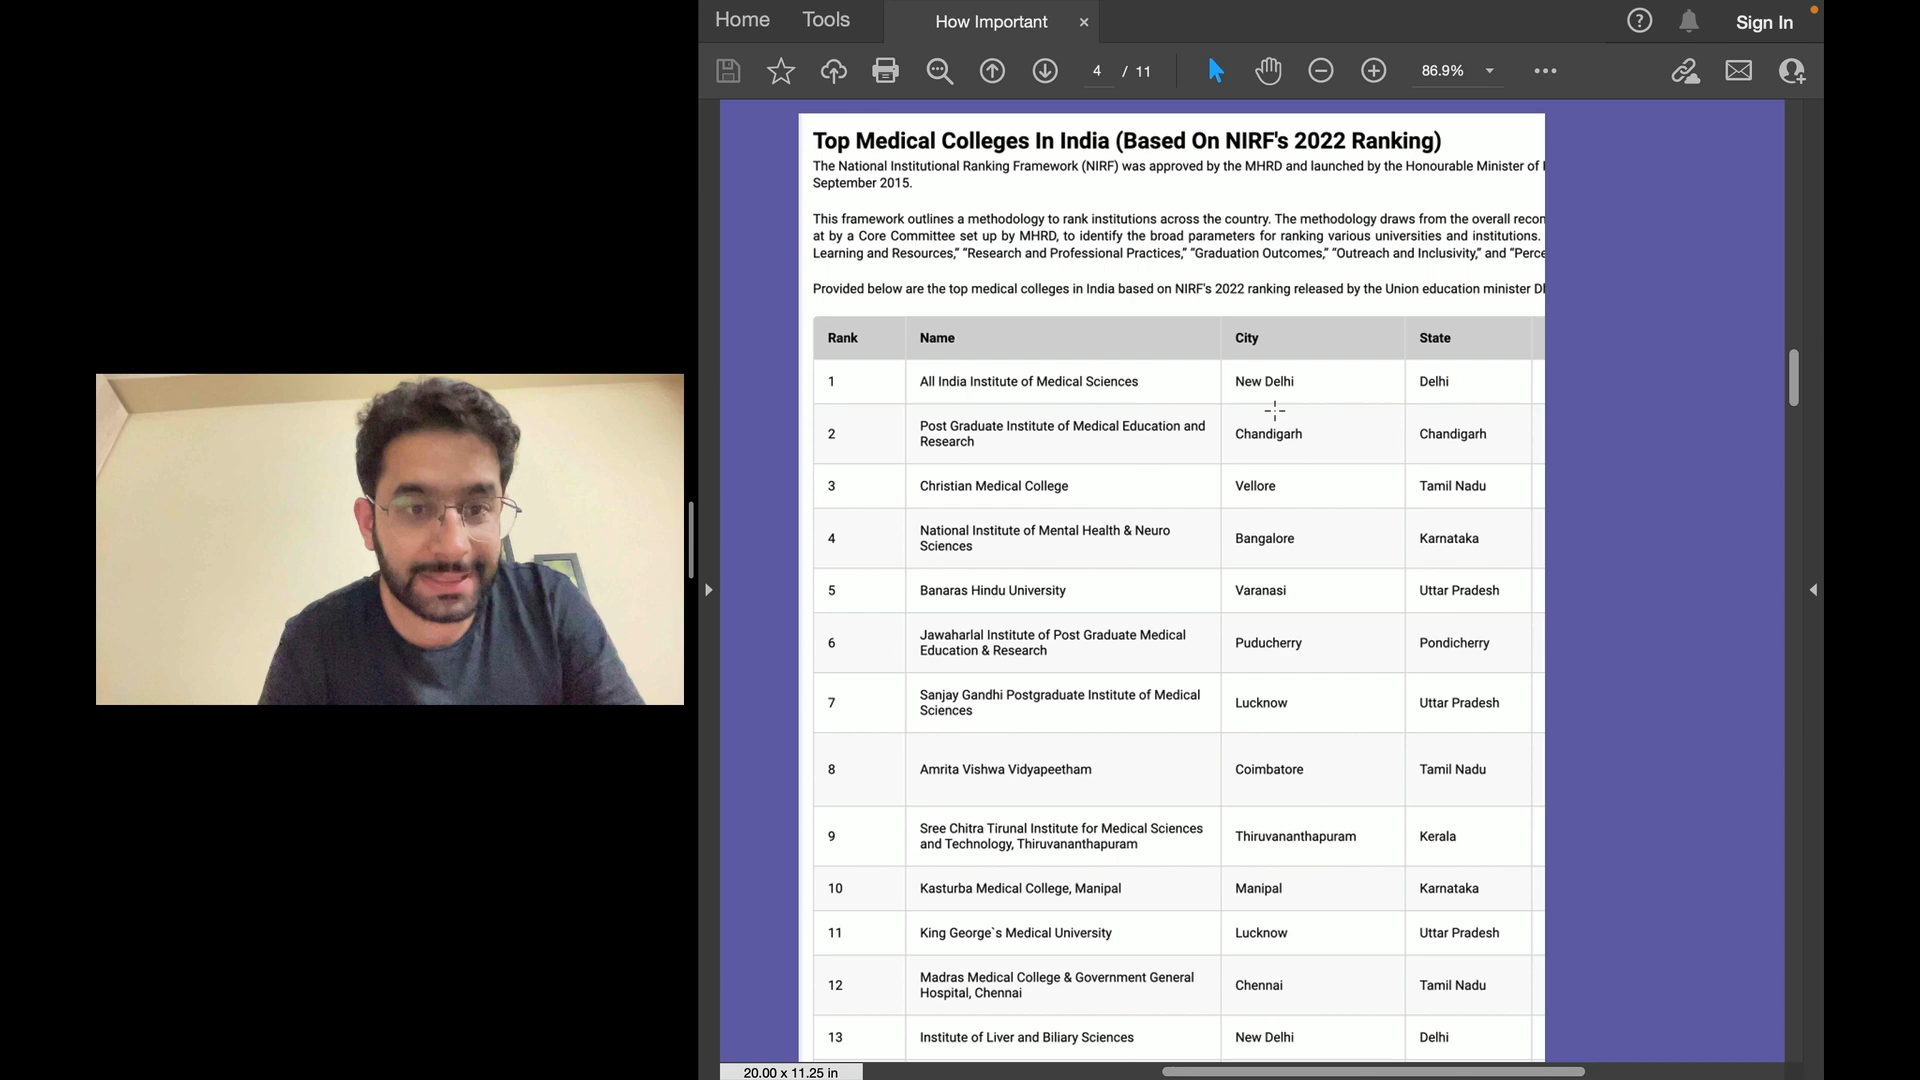 Home Tools How Important × ? Sign In
4 / 11 86.9%
Top Medical Colleges In India (Based On NIRF's 2022 Ranking)
The National Institutional Ranking Framework (NIRF) was approved by the MHRD and launched by the Honourable Minister of
September 2015.
This framework outlines a methodology to rank institutions across the country. The methodology draws from the overall recon
at by a Core Committee set up by MHRD, to identify the broad parameters for ranking various universities and institutions.
Learning and Resources,” “Research and Professional Practices,” “Graduation Outcomes,” “Outreach and Inclusivity,” and “Perce
Provided below are the top medical colleges in India based on NIRF's 2022 ranking released by the Union education minister
Rank Name City State
1 All India Institute of Medical Sciences New Delhi Delhi
2 Post Graduate Institute of Medical Education and
Research Chandigarh Chandigarh
3 Christian Medical College Vellore Tamil Nadu
4 National Institute of Mental Health & Neuro
Sciences Bangalore Karnataka
5 Banaras Hindu University Varanasi Uttar Pradesh
6 Jawaharlal Institute of Post Graduate Medical
Education & Research Puducherry Pondicherry
7 Sanjay Gandhi Postgraduate Institute of Medical
Sciences Lucknow Uttar Pradesh
8 Amrita Vishwa Vidyapeetham Coimbatore Tamil Nadu
9 Sree Chitra Tirunal Institute for Medical Sciences
and Technology, Thiruvananthapuram Thiruvananthapuram Kerala
10 Kasturba Medical College, Manipal Manipal Karnataka
11 King George`s Medical University Lucknow Uttar Pradesh
12 Madras Medical College & Government General
Hospital, Chennai Chennai Tamil Nadu
13 Institute of Liver and Biliary Sciences New Delhi Delhi
20.00 x 11.25 in